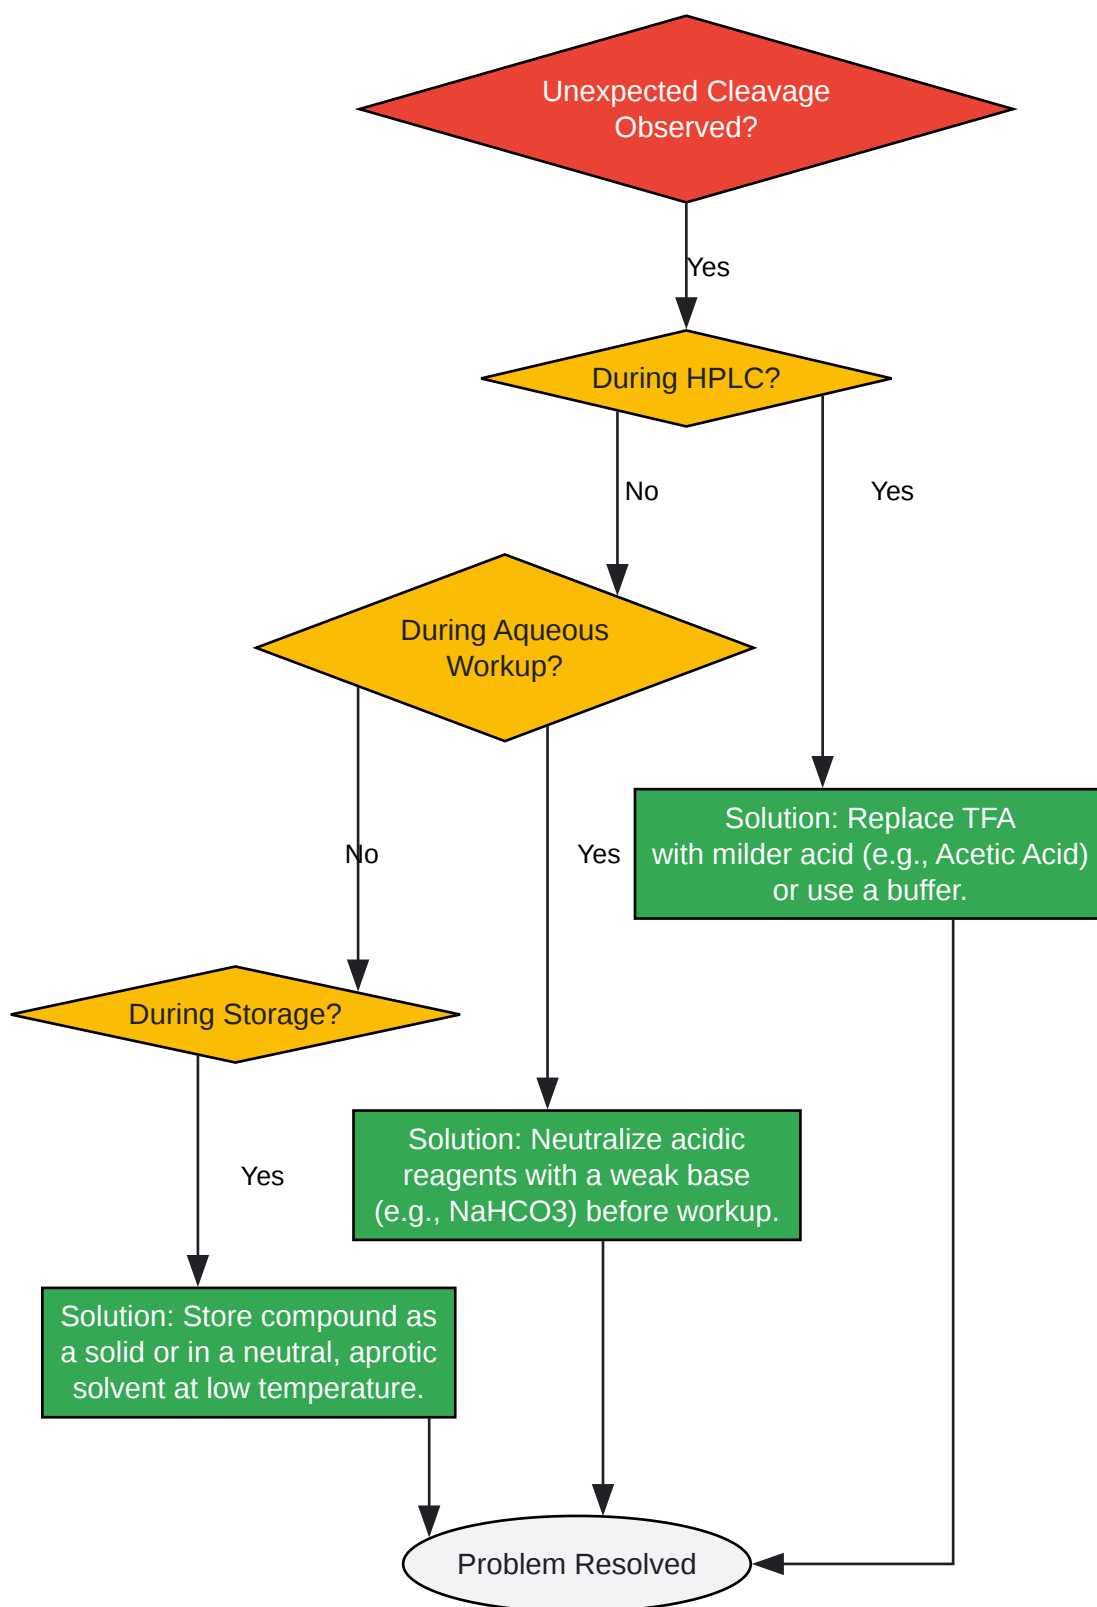 Unexpected Cleavage
Observed?
Yes
During HPLC?
No
Yes
During Aqueous
Workup?
Solution: Replace TFA
with milder acid (e.g., Acetic Acid)
or use a buffer.
No
Yes
During Storage?
Solution: Neutralize acidic
reagents with a weak base
(e.g., NaHCO3) before workup.
Yes
Solution: Store compound as
a solid or in a neutral, aprotic
solvent at low temperature.
Problem Resolved